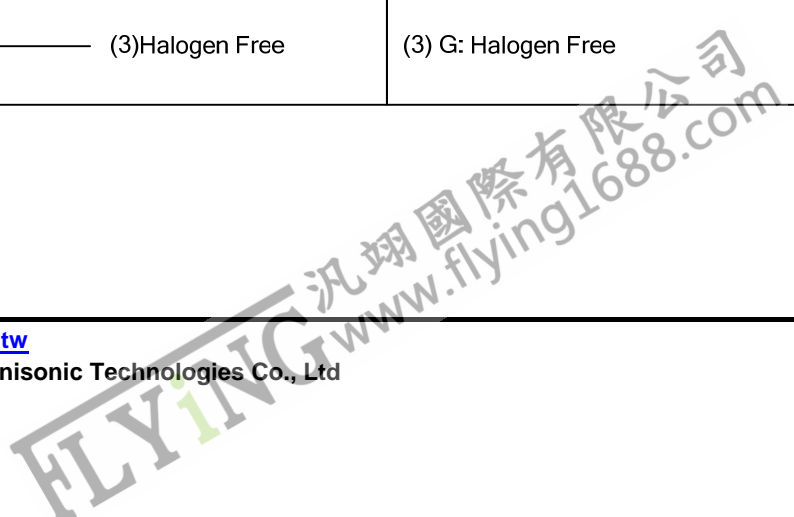 (3)Halogen Free
(3) G: Halogen Free
tw
nisonic Technologies Co., Ltd
FLYiNG 汎翊國際有限公司
www.flying1688.com